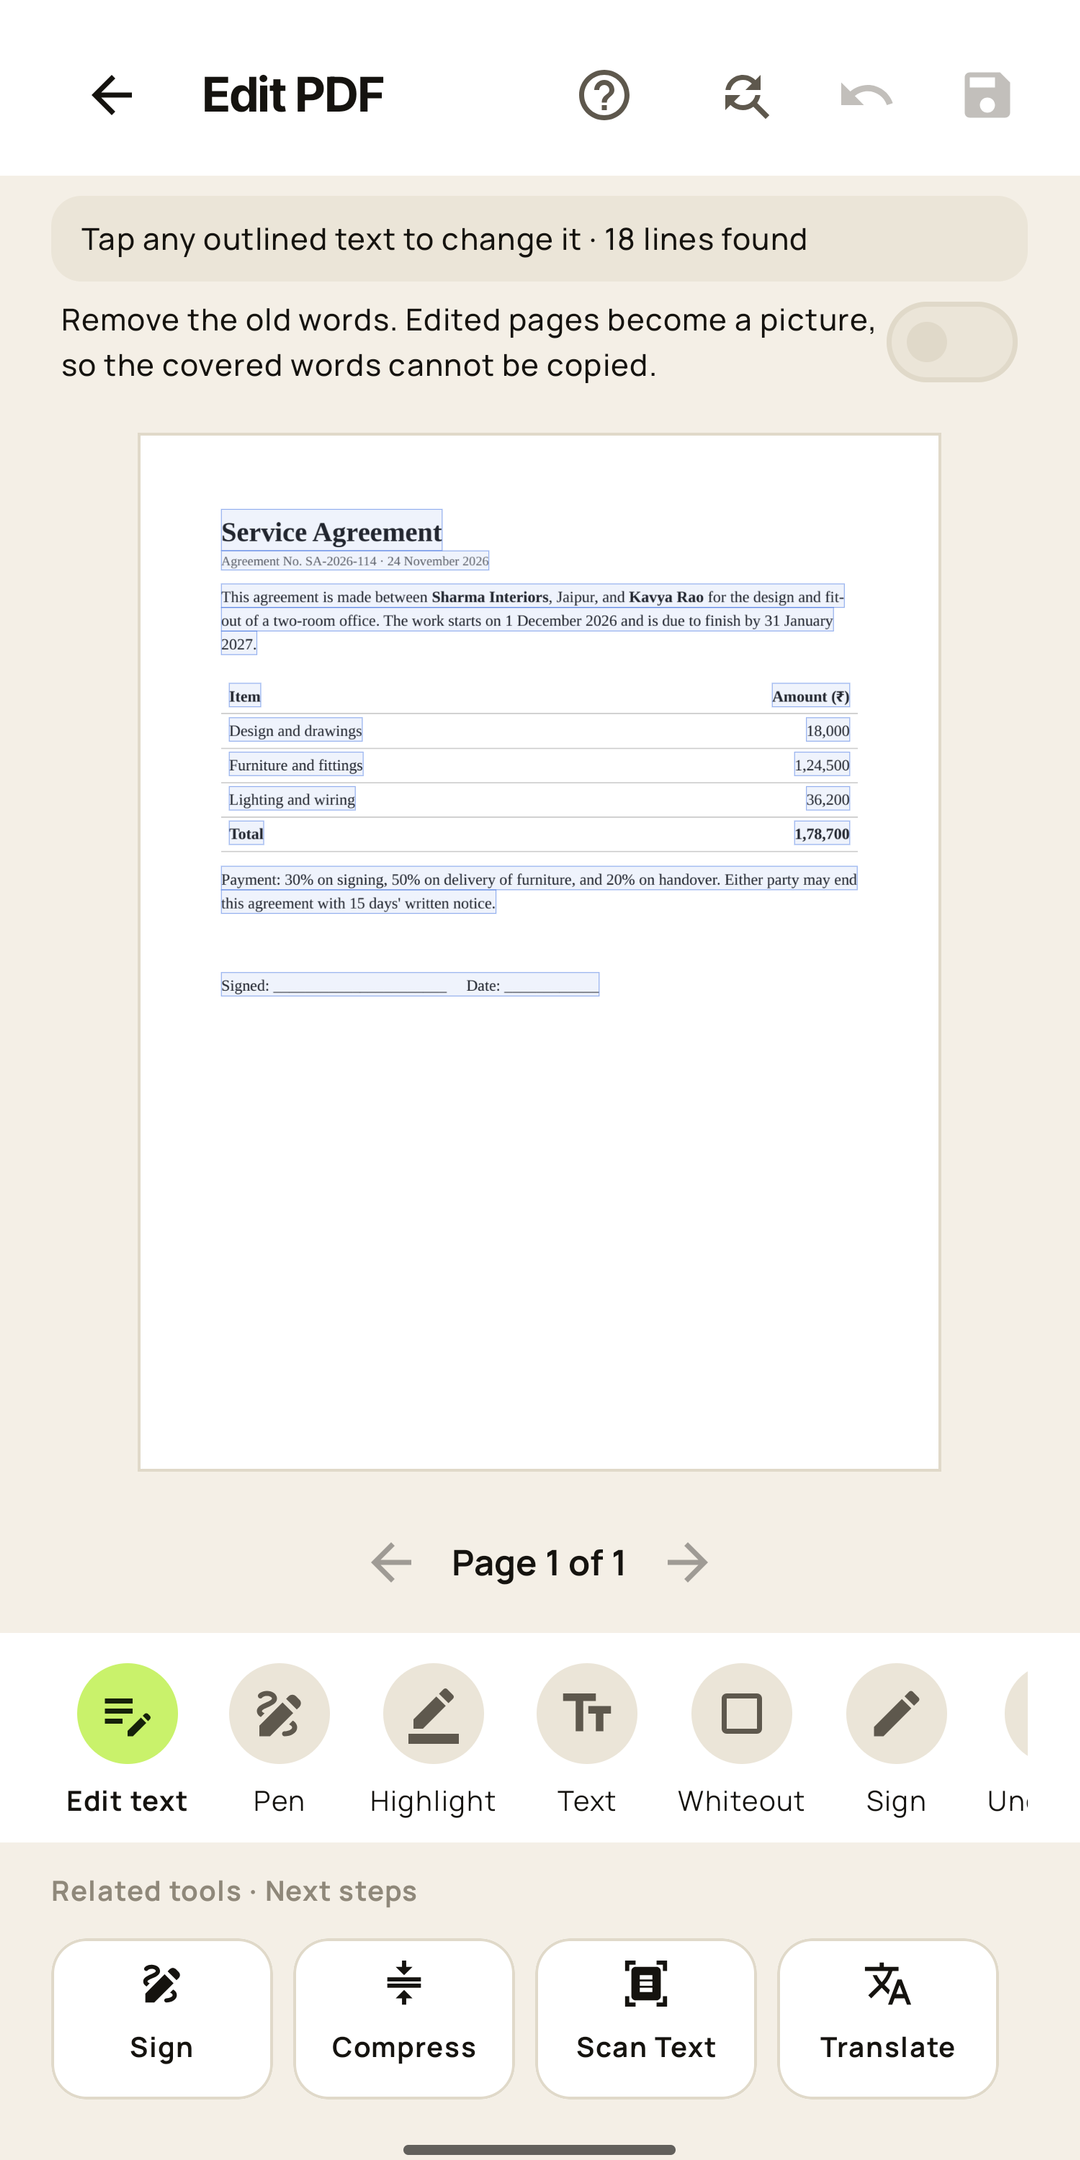 Edit PDF
Tap any outlined text to change it · 18 lines found
Remove the old words. Edited pages become a picture,
so the covered words cannot be copied.
Service Agreement
Agreement No. SA-2026-114 · 24 November 2026
This agreement is made between Sharma Interiors, Jaipur, and Kavya Rao for the design and fit-
out of a two-room office. The work starts on 1 December 2026 and is due to finish by 31 January
2027.
Item Amount (₹)
Design and drawings 18,000
Furniture and fittings 1,24,500
Lighting and wiring 36,200
Total 1,78,700
Payment: 30% on signing, 50% on delivery of furniture, and 20% on handover. Either party may end
this agreement with 15 days' written notice.
Signed: ______________________ Date: ____________
Page 1 of 1
Edit text Pen Highlight Text Whiteout Sign
Related tools · Next steps
Sign Compress Scan Text Translate